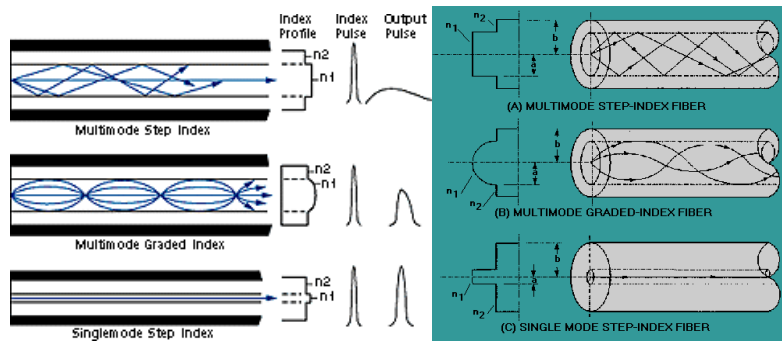 Index Index Output
Profile Pulse Pulse
n2
n1
Multimode Step Index
n2
n1
Multimode Graded Index
n2
n1
Singlemode Step Index
n2
n1
b
a
(A) MULTIMODE STEP-INDEX FIBER
b
a
n1
n2
(B) MULTIMODE GRADED-INDEX FIBER
b
a
n1
n2
(C) SINGLE MODE STEP-INDEX FIBER